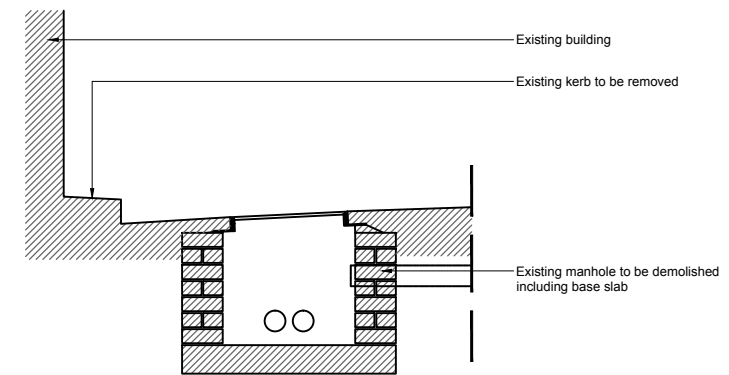 Existing building
Existing kerb to be removed
Existing manhole to be demolished
including base slab